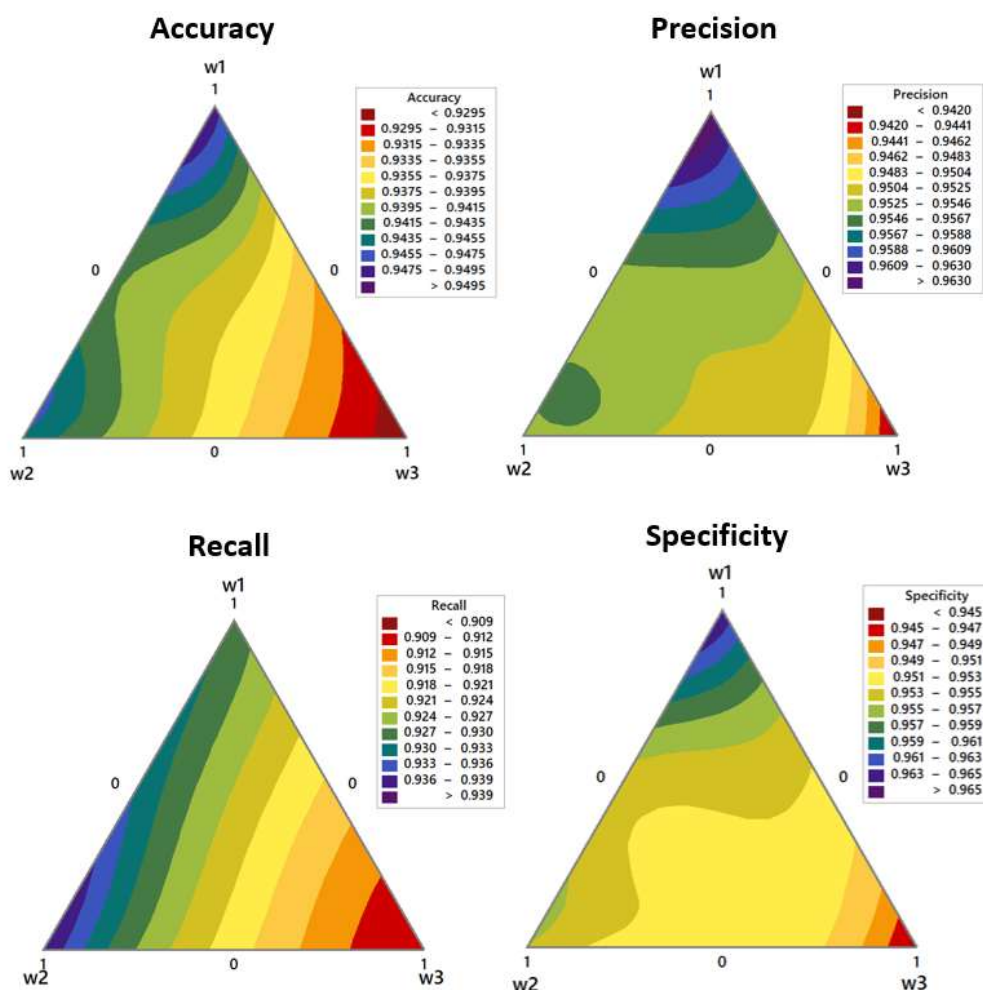 Accuracy
w1
1
0
0
1
0
1
w2
w3
Accuracy
< 0.9295
0.9295 – 0.9315
0.9315 – 0.9335
0.9335 – 0.9355
0.9355 – 0.9375
0.9375 – 0.9395
0.9395 – 0.9415
0.9415 – 0.9435
0.9435 – 0.9455
0.9455 – 0.9475
0.9475 – 0.9495
> 0.9495
Precision
w1
1
0
0
1
0
1
w2
w3
Precision
< 0.9420
0.9420 – 0.9441
0.9441 – 0.9462
0.9462 – 0.9483
0.9483 – 0.9504
0.9504 – 0.9525
0.9525 – 0.9546
0.9546 – 0.9567
0.9567 – 0.9588
0.9588 – 0.9609
0.9609 – 0.9630
> 0.9630
Recall
w1
1
0
0
1
0
1
w2
w3
Recall
< 0.909
0.909 – 0.912
0.912 – 0.915
0.915 – 0.918
0.918 – 0.921
0.921 – 0.924
0.924 – 0.927
0.927 – 0.930
0.930 – 0.933
0.933 – 0.936
0.936 – 0.939
> 0.939
Specificity
w1
1
0
0
1
0
1
w2
w3
Specificity
< 0.945
0.945 – 0.947
0.947 – 0.949
0.949 – 0.951
0.951 – 0.953
0.953 – 0.955
0.955 – 0.957
0.957 – 0.959
0.959 – 0.961
0.961 – 0.963
0.963 – 0.965
> 0.965